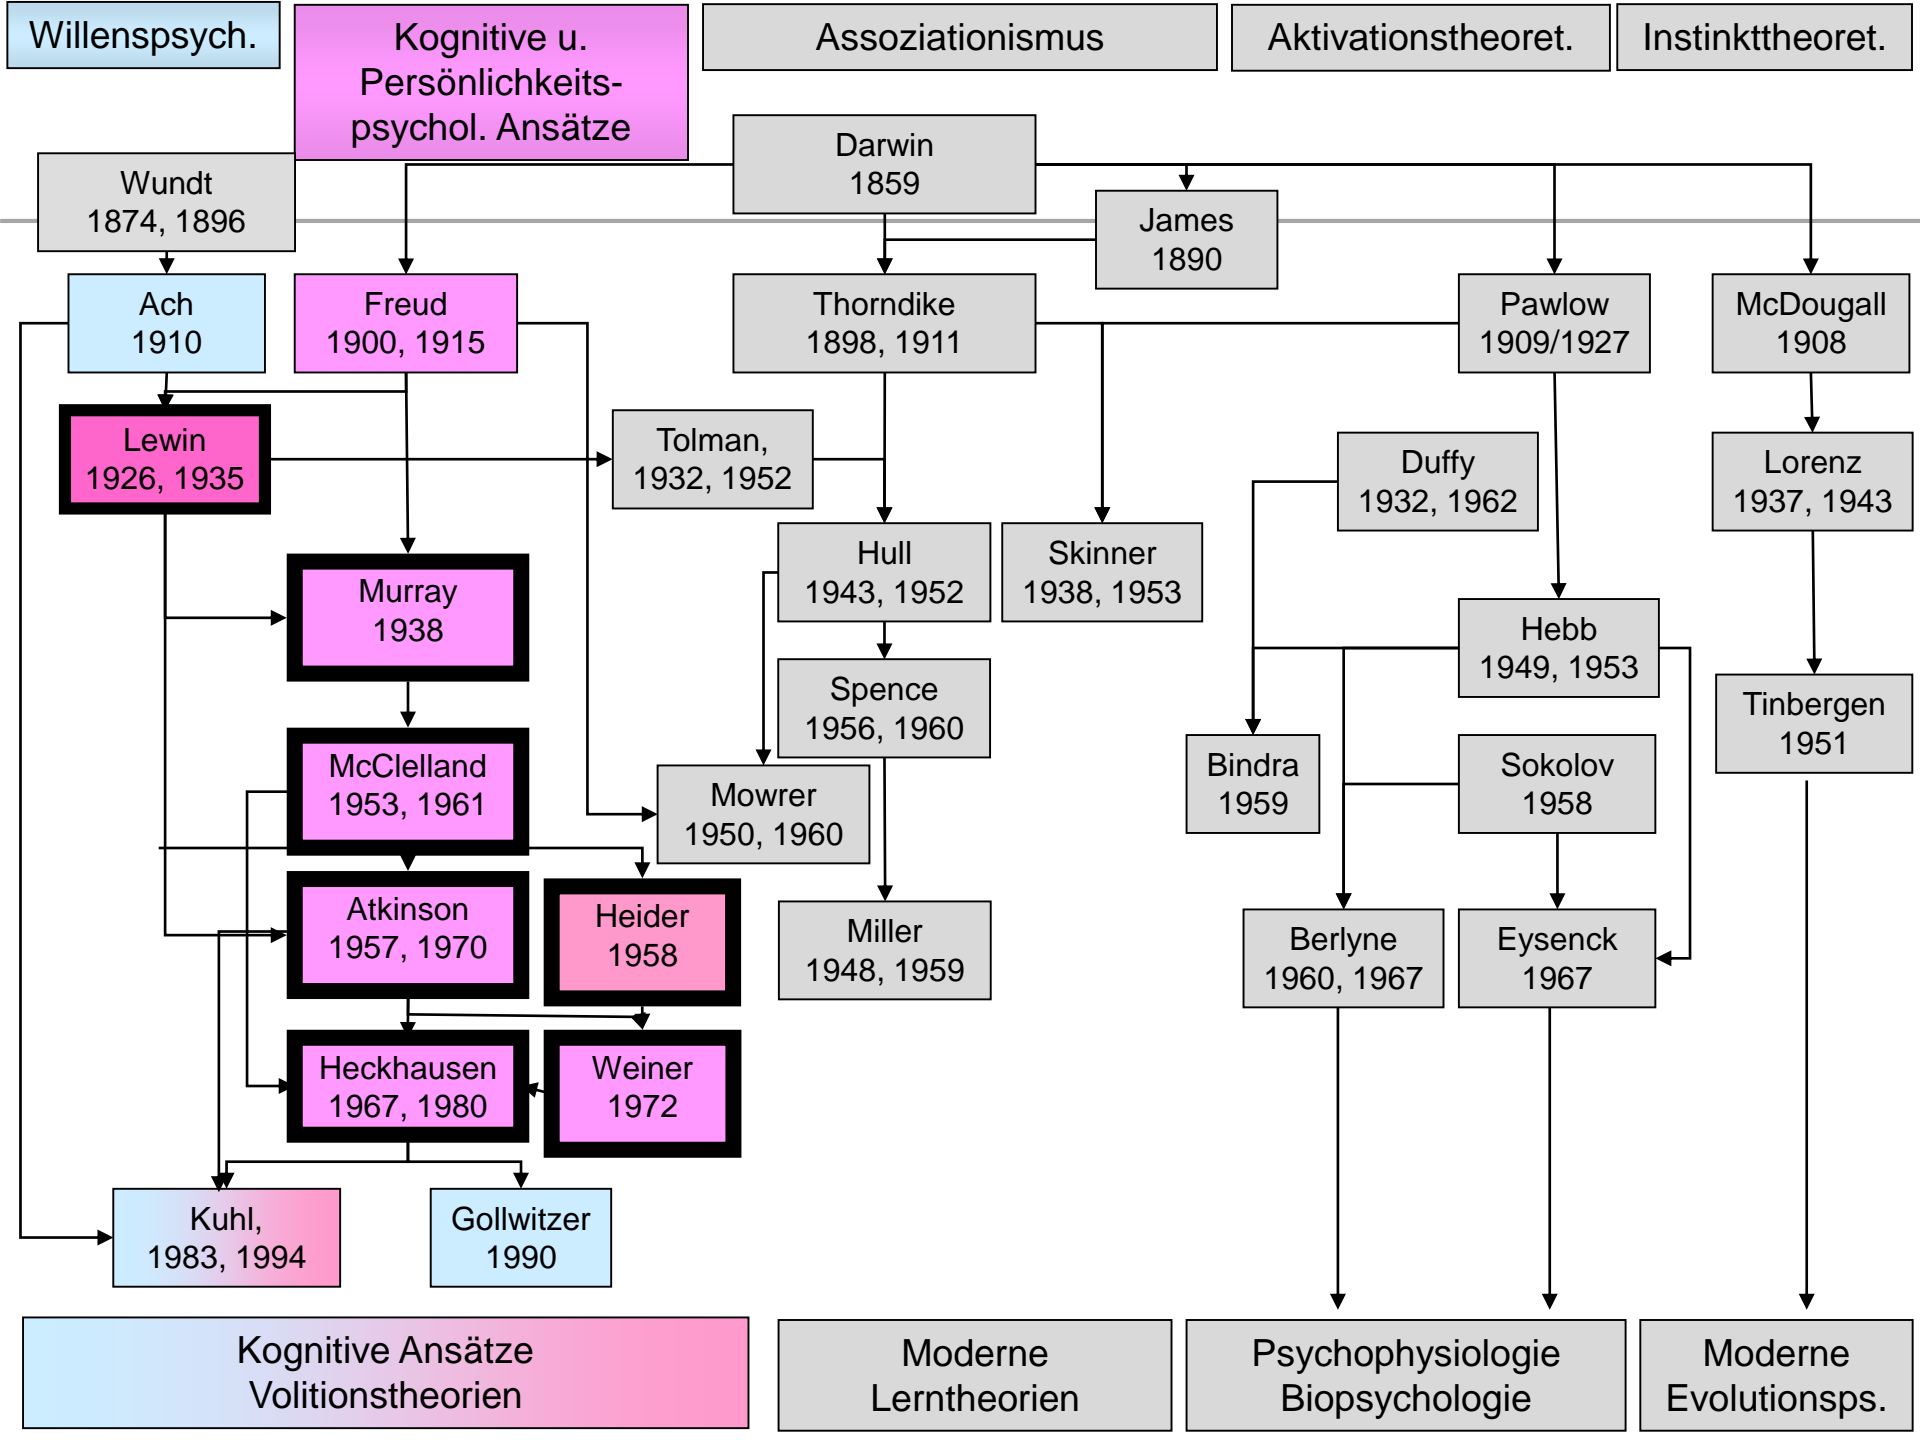 Willenspsych.
Kognitive u.
Persönlichkeits-
psychol. Ansätze
Assoziationismus
Aktivationstheoret.
Instinkttheoret.
Darwin
1859
Wundt
1874, 1896
James
1890
Ach
1910
Freud
1900, 1915
Thorndike
1898, 1911
Pawlow
1909/1927
McDougall
1908
Lewin
1926, 1935
Tolman,
1932, 1952
Duffy
1932, 1962
Lorenz
1937, 1943
Hull
1943, 1952
Skinner
1938, 1953
Murray
1938
Hebb
1949, 1953
Spence
1956, 1960
Tinbergen
1951
McClelland
1953, 1961
Mowrer
1950, 1960
Bindra
1959
Sokolov
1958
Atkinson
1957, 1970
Heider
1958
Miller
1948, 1959
Berlyne
1960, 1967
Eysenck
1967
Heckhausen
1967, 1980
Weiner
1972
Kuhl,
1983, 1994
Gollwitzer
1990
Kognitive Ansätze
Volitionstheorien
Moderne
Lerntheorien
Psychophysiologie
Biopsychologie
Moderne
Evolutionsps.